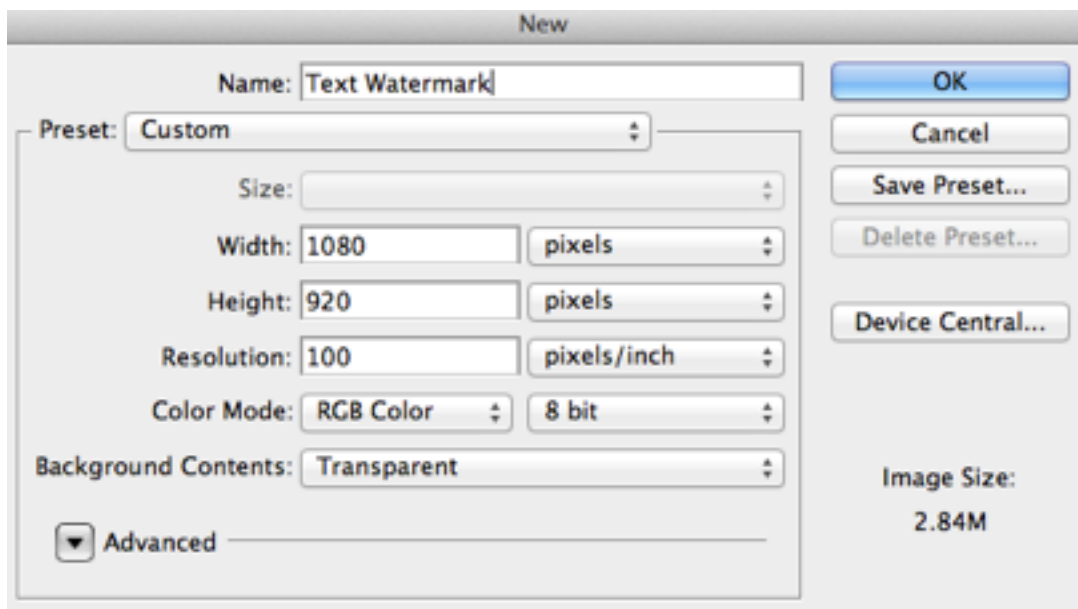 New
Name: Text Watermark
OK
Preset: Custom
Cancel
Size:
Save Preset...
Width: 1080 pixels
Delete Preset...
Height: 920 pixels
Device Central...
Resolution: 100 pixels/inch
Color Mode: RGB Color 8 bit
Background Contents: Transparent
Image Size:
2.84M
Advanced